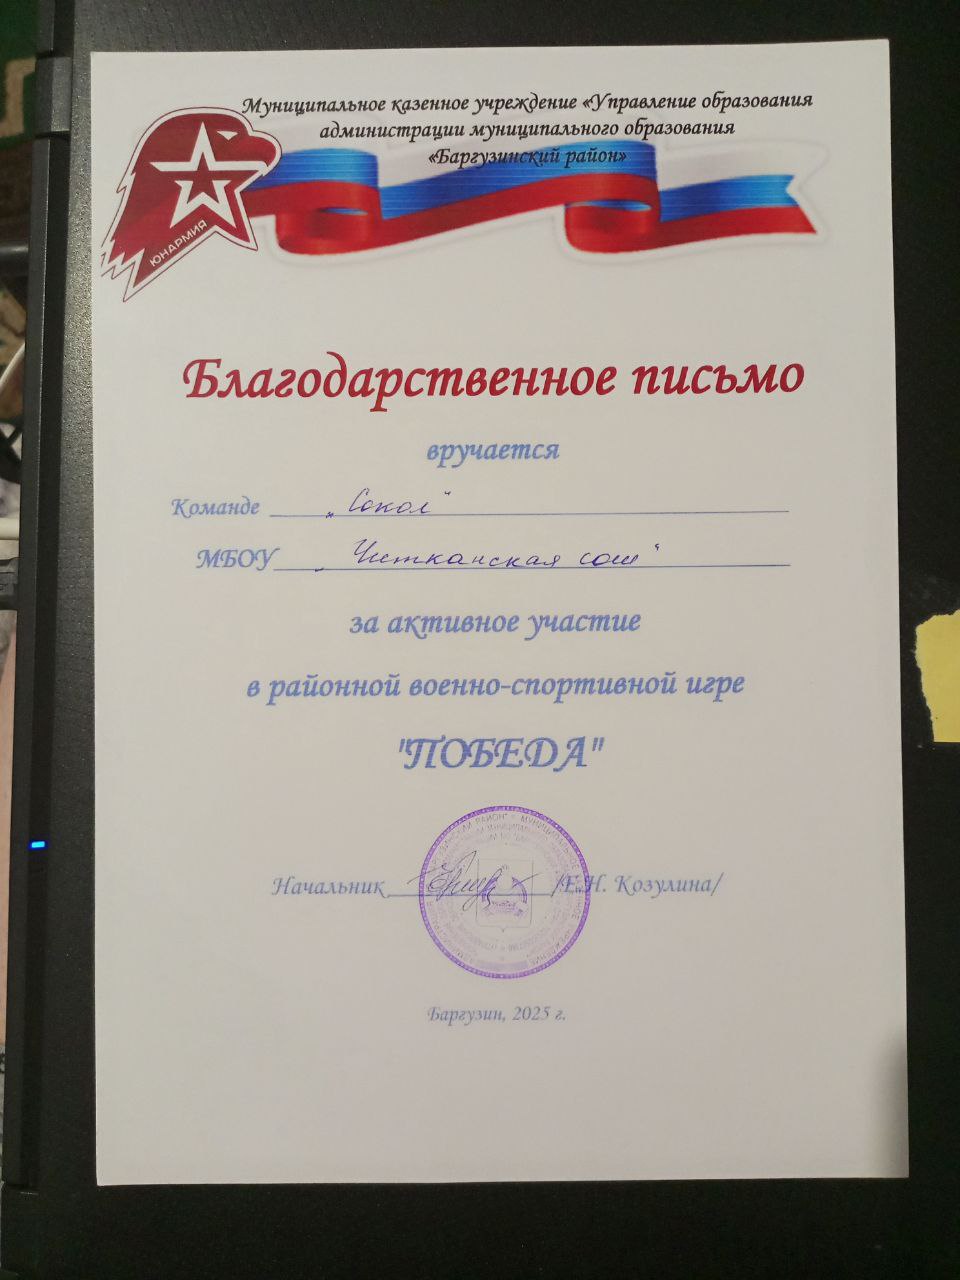 Муниципальное казенное учреждение «Управление образования
администрации муниципального образования
«Баргузинский район»
ЮНАРМИЯ
Благодарственное письмо
вручается
Команде „Сокол"
МБОУ „Читканская сош"
за активное участие
в районной военно-спортивной игре
"ПОБЕДА"
Начальник /Е.Н. Козулина/
Баргузин, 2025 г.